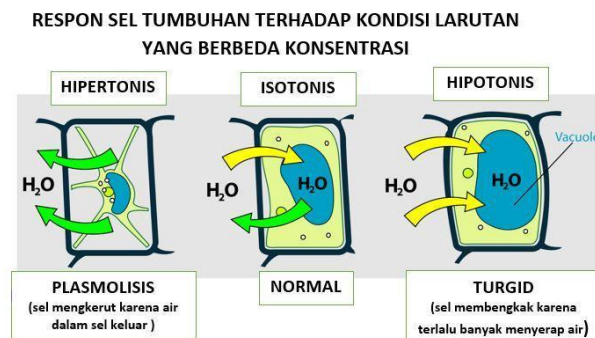 RESPON SEL TUMBUHAN TERHADAP KONDISI LARUTAN
YANG BERBEDA KONSENTRASI
HIPERTONIS
ISOTONIS
HIPOTONIS
H₂O
H₂O
H₂O
H₂O
H₂O
Vacuole
PLASMOLISIS
(sel mengkerut karena air
dalam sel keluar )
NORMAL
TURGID
(sel membengkak karena
terlalu banyak menyerap air)